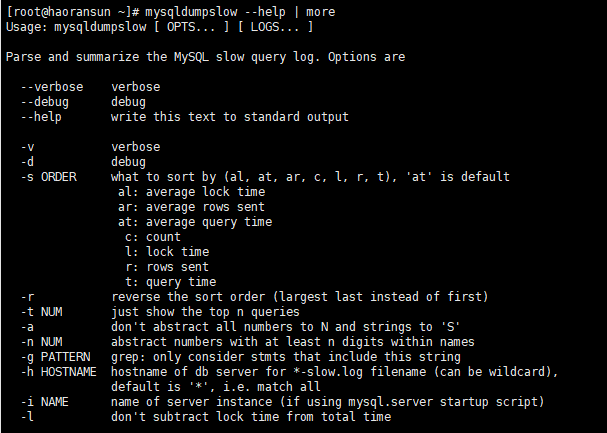 [root@haoransun ~]# mysqldumpslow --help | more
Usage: mysqldumpslow [ OPTS... ] [ LOGS... ]

Parse and summarize the MySQL slow query log. Options are

  --verbose    verbose
  --debug      debug
  --help       write this text to standard output

  -v           verbose
  -d           debug
  -s ORDER     what to sort by (al, at, ar, c, l, r, t), 'at' is default
                al: average lock time
                ar: average rows sent
                at: average query time
                 c: count
                 l: lock time
                 r: rows sent
                 t: query time
  -r           reverse the sort order (largest last instead of first)
  -t NUM       just show the top n queries
  -a           don't abstract all numbers to N and strings to 'S'
  -n NUM       abstract numbers with at least n digits within names
  -g PATTERN   grep: only consider stmts that include this string
  -h HOSTNAME  hostname of db server for *-slow.log filename (can be wildcard),
               default is '*', i.e. match all
  -i NAME      name of server instance (if using mysql.server startup script)
  -l           don't subtract lock time from total time